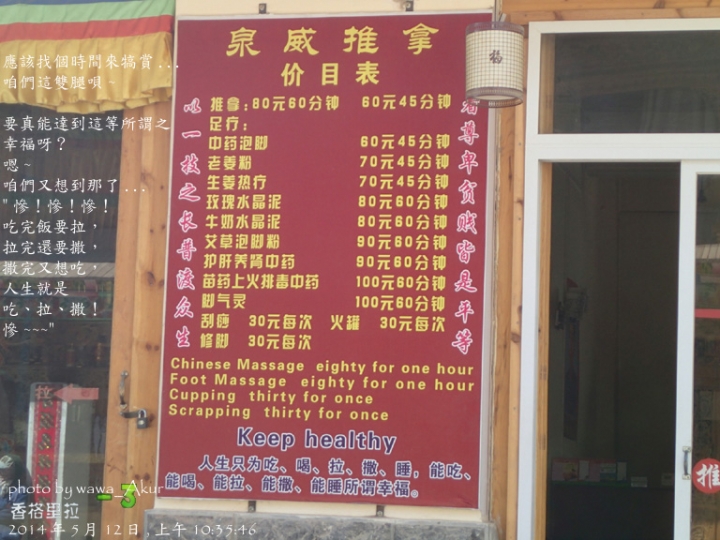 應該找個時間來犒賞...
咱們這雙腿唄~
要真能達到這等所謂之
幸福呀？
嗯~
咱們又想到那了...
"慘！慘！慘！
吃完飯要拉，
拉完還要撒，
撒完又想吃，
人生就是
吃、拉、撒！
慘~~~"
泉威推拿
价目表
以一技之长普渡众生
推拿:80元60分钟 60元45分钟
足疗:
中药泡脚 60元45分钟
老姜粉 70元45分钟
生姜热疗 70元45分钟
玫瑰水晶泥 80元60分钟
牛奶水晶泥 80元60分钟
艾草泡脚粉 90元60分钟
护肝养肾中药 90元60分钟
苗药上火排毒中药 100元60分钟
脚气灵 100元60分钟
刮痧 30元每次 火罐 30元每次
修脚 30元每次
尊卑贫贱皆是平等
Chinese Massage eighty for one hour
Foot Massage eighty for one hour
Cupping thirty for once
Scrapping thirty for once
Keep healthy
人生只为吃、喝、拉、撒、睡，能吃、
能喝、能拉、能撒、能睡所谓幸福。
福
推
photo by wawa_Akur
香格里拉
2014年5月12日,上午10:35:46